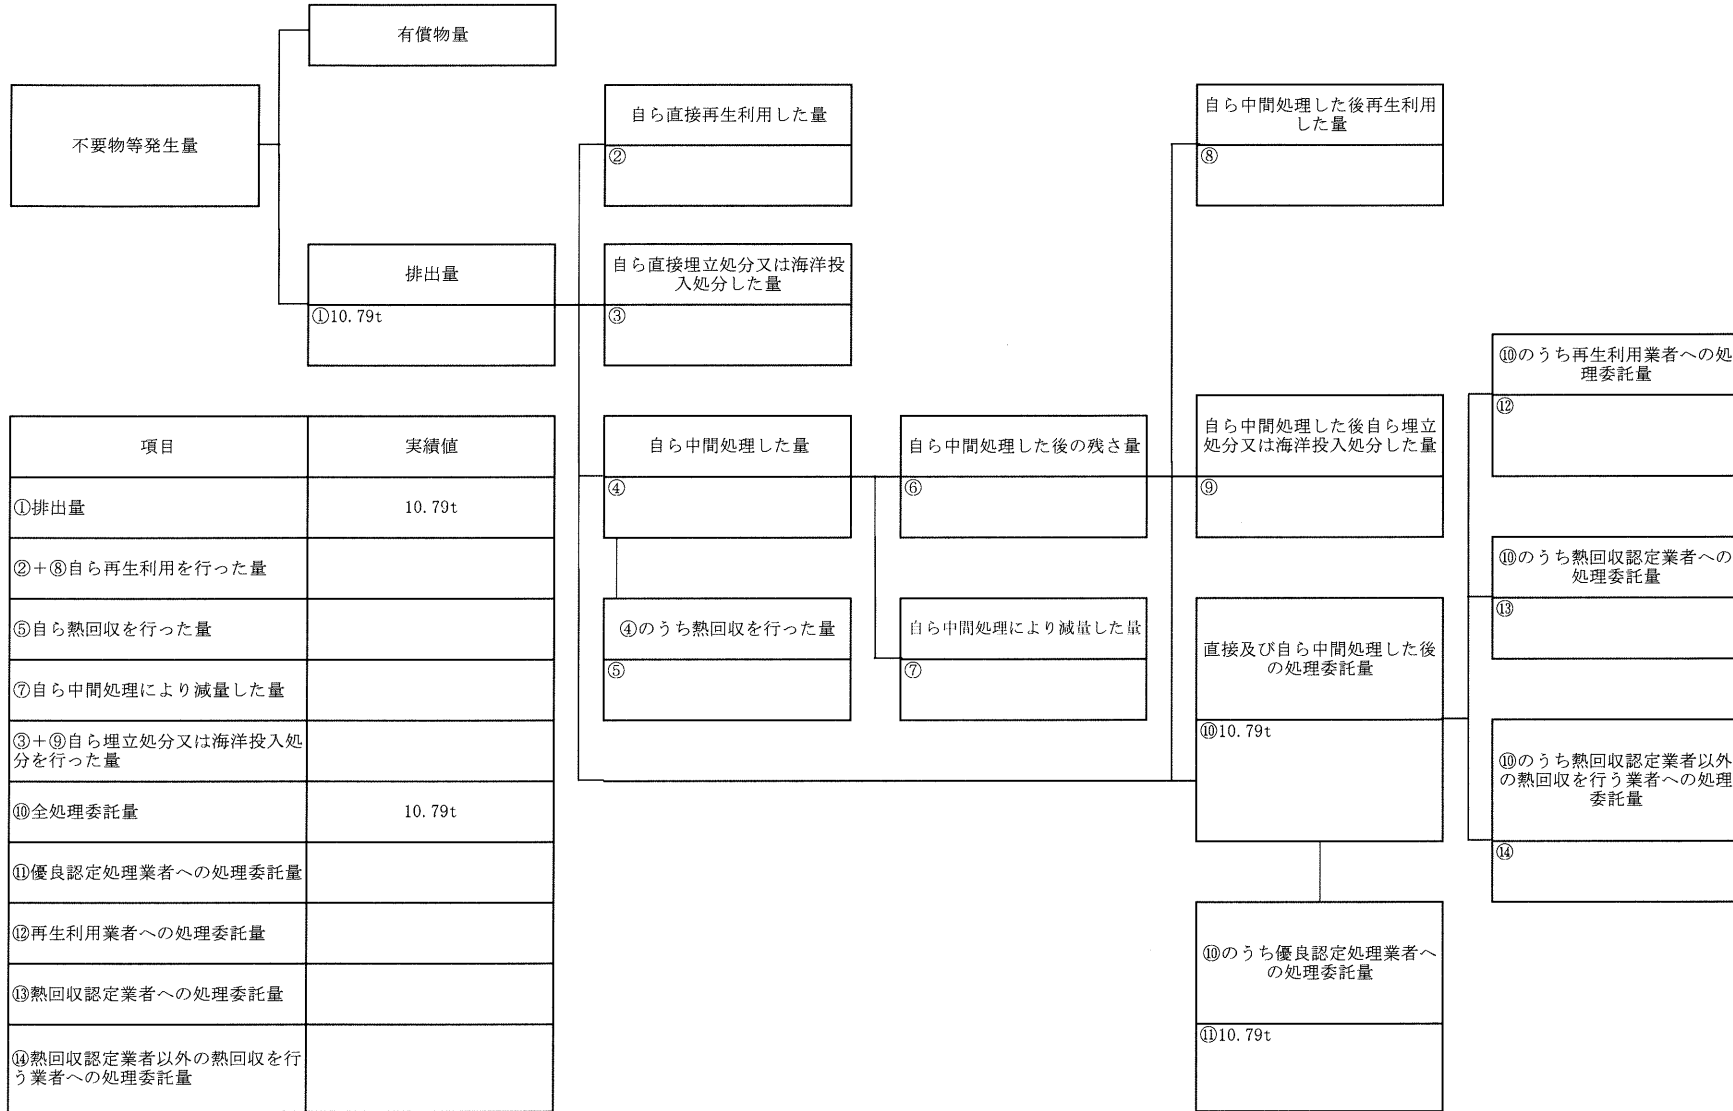 有償物量
不要物等発生量
自ら直接再生利用した量
②
自ら中間処理した後再生利用
した量
⑧
排出量
①10.79t
自ら直接埋立処分又は海洋投
入処分した量
③
⑩のうち再生利用業者への処
理委託量
⑫
自ら中間処理した量
④
自ら中間処理した後の残さ量
⑥
自ら中間処理した後自ら埋立
処分又は海洋投入処分した量
⑨
⑩のうち熱回収認定業者への
処理委託量
⑬
④のうち熱回収を行った量
⑤
自ら中間処理により減量した量
⑦
直接及び自ら中間処理した後
の処理委託量
⑩10.79t
⑩のうち熱回収認定業者以外
の熱回収を行う業者への処理
委託量
⑭
⑩のうち優良認定処理業者へ
の処理委託量
⑪10.79t
項目 実績値
①排出量 10.79t
②+⑧自ら再生利用を行った量
⑤自ら熱回収を行った量
⑦自ら中間処理により減量した量
③+⑨自ら埋立処分又は海洋投入処
分を行った量
⑩全処理委託量 10.79t
⑪優良認定処理業者への処理委託量
⑫再生利用業者への処理委託量
⑬熱回収認定業者への処理委託量
⑭熱回収認定業者以外の熱回収を行
う業者への処理委託量